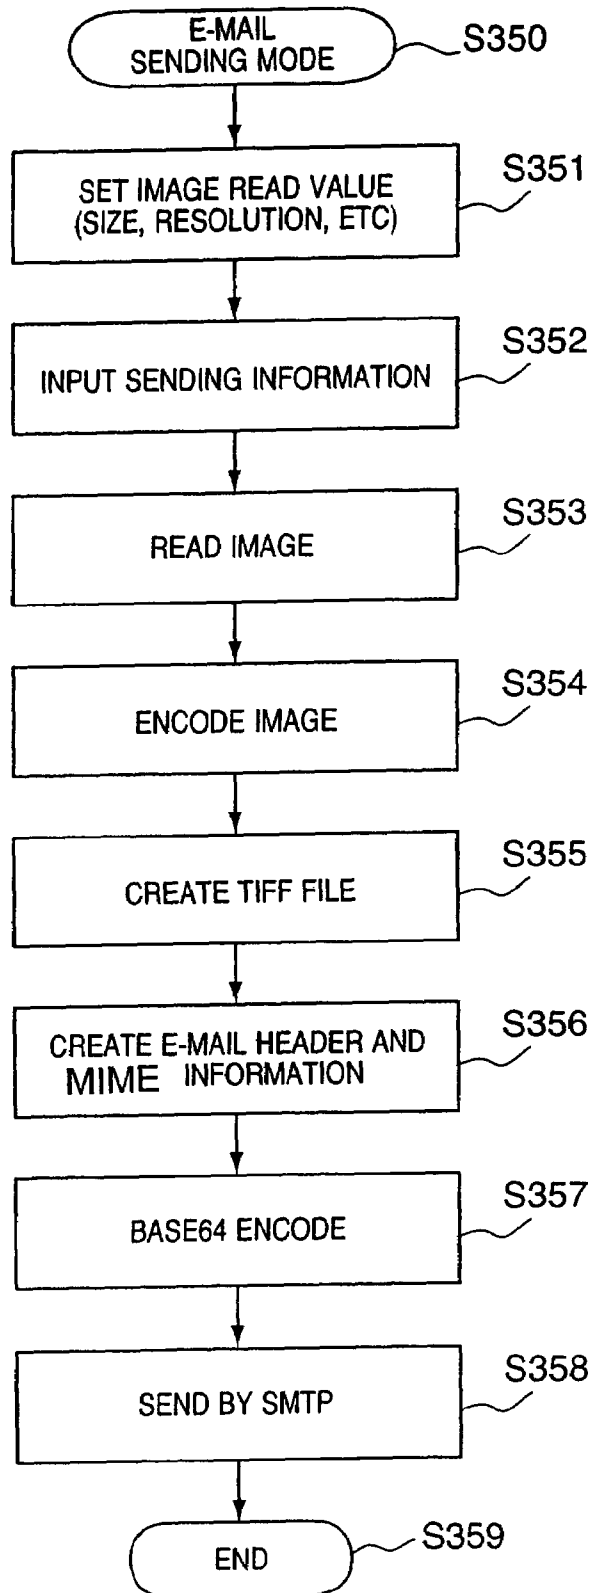 E-MAIL
SENDING MODE
S350
SET IMAGE READ VALUE
(SIZE, RESOLUTION, ETC)
S351
INPUT SENDING INFORMATION
S352
READ IMAGE
S353
ENCODE IMAGE
S354
CREATE TIFF FILE
S355
CREATE E-MAIL HEADER AND
MIME INFORMATION
S356
BASE64 ENCODE
S357
SEND BY SMTP
S358
END
S359